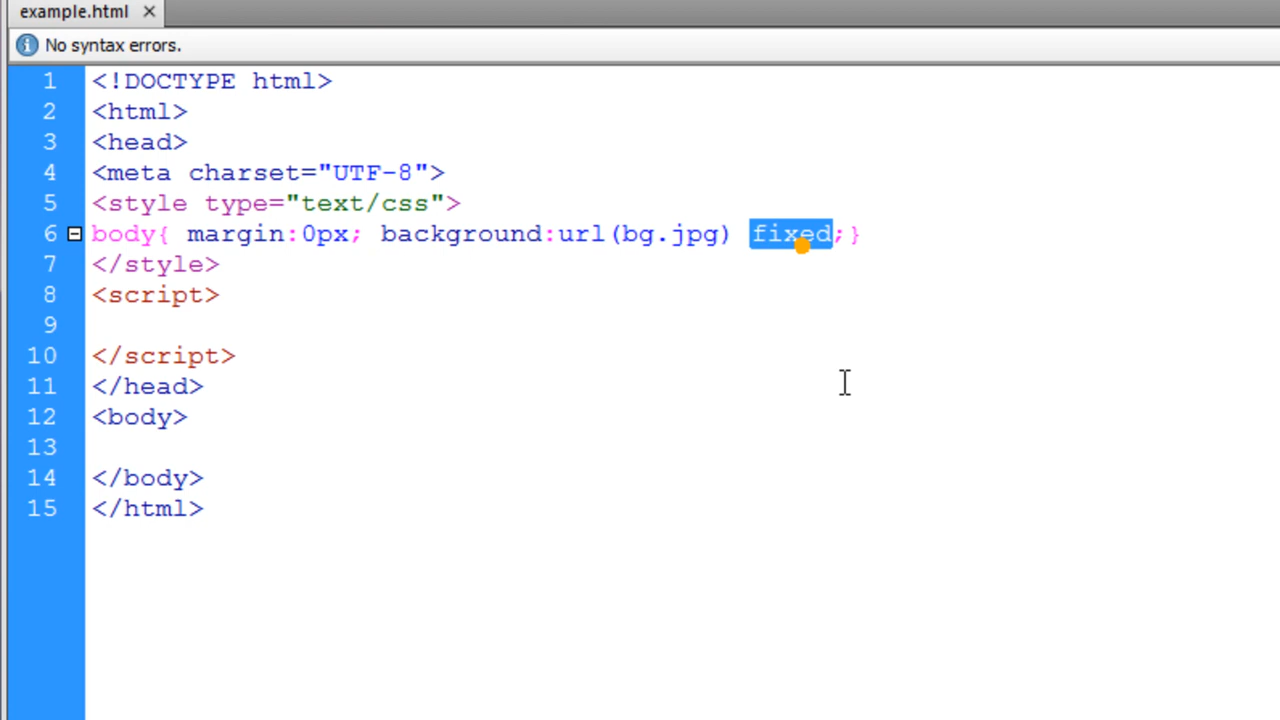 example.html ×
No syntax errors.
1 <!DOCTYPE html>
2 <html>
3 <head>
4 <meta charset="UTF-8">
5 <style type="text/css">
6 body{ margin:0px; background:url(bg.jpg) fixed;}
7 </style>
8 <script>
9
10 </script>
11 </head>
12 <body>
13
14 </body>
15 </html>